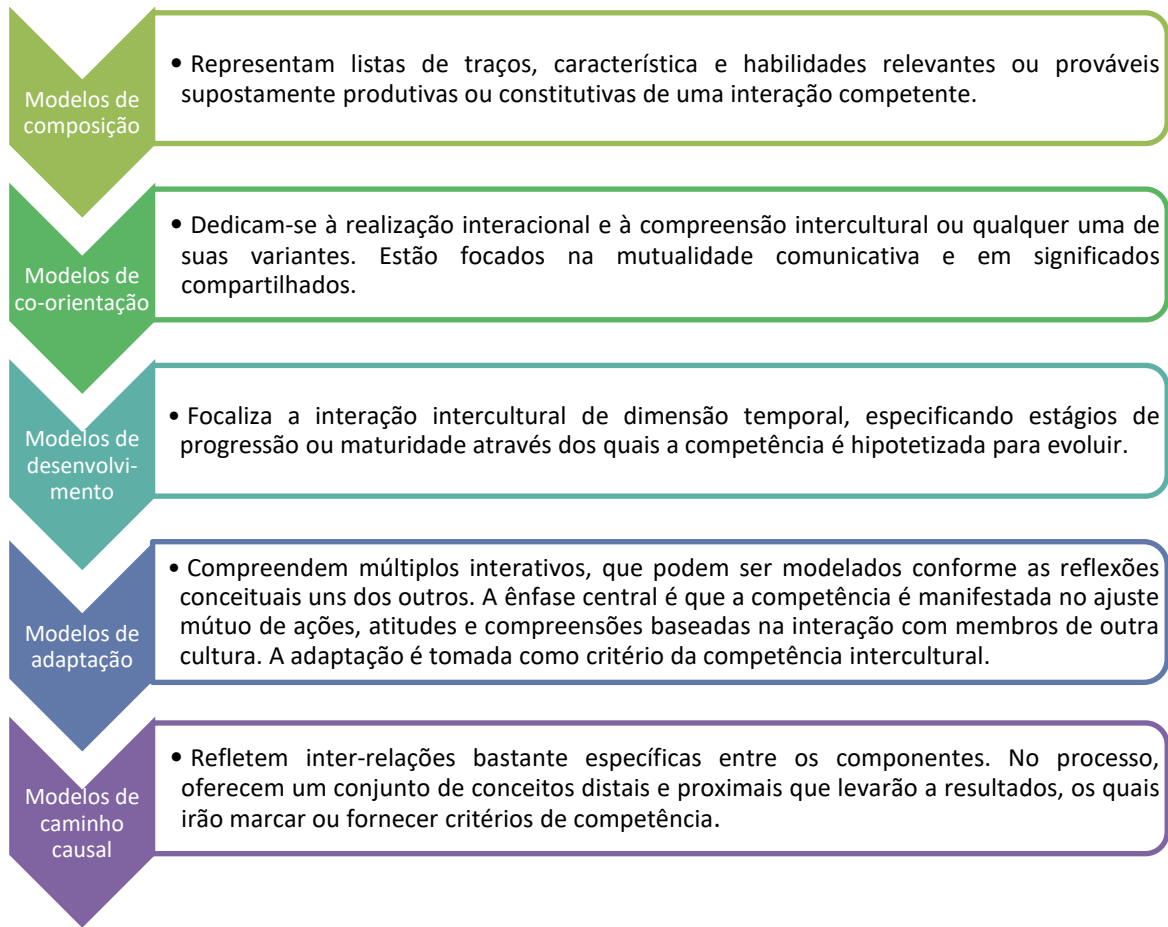 Modelos de
composição
• Representam listas de traços, característica e habilidades relevantes ou prováveis
supostamente produtivas ou constitutivas de uma interação competente.
Modelos de
co-orientação
• Dedicam-se à realização interacional e à compreensão intercultural ou qualquer uma de
suas variantes. Estão focados na mutualidade comunicativa e em significados
compartilhados.
Modelos de
desenvolvi-
mento
• Focaliza a interação intercultural de dimensão temporal, especificando estágios de
progressão ou maturidade através dos quais a competência é hipotetizada para evoluir.
Modelos de
adaptação
• Compreendem múltiplos interativos, que podem ser modelados conforme as reflexões
conceituais uns dos outros. A ênfase central é que a competência é manifestada no ajuste
mútuo de ações, atitudes e compreensões baseadas na interação com membros de outra
cultura. A adaptação é tomada como critério da competência intercultural.
Modelos de
caminho
causal
• Refletem inter-relações bastante específicas entre os componentes. No processo,
oferecem um conjunto de conceitos distais e proximais que levarão a resultados, os quais
irão marcar ou fornecer critérios de competência.